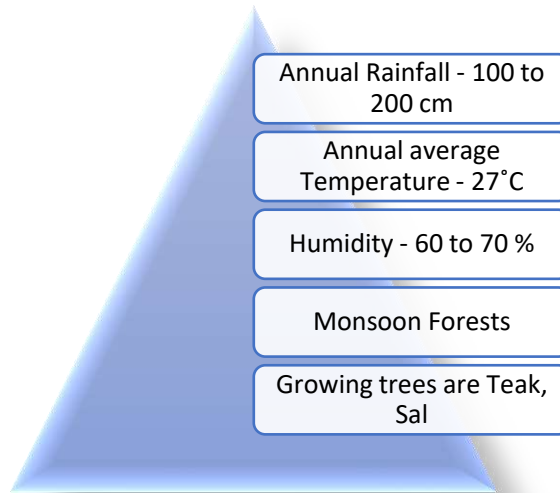 Annual Rainfall - 100 to
200 cm
Annual average
Temperature - 27˚C
Humidity - 60 to 70 %
Monsoon Forests
Growing trees are Teak,
Sal